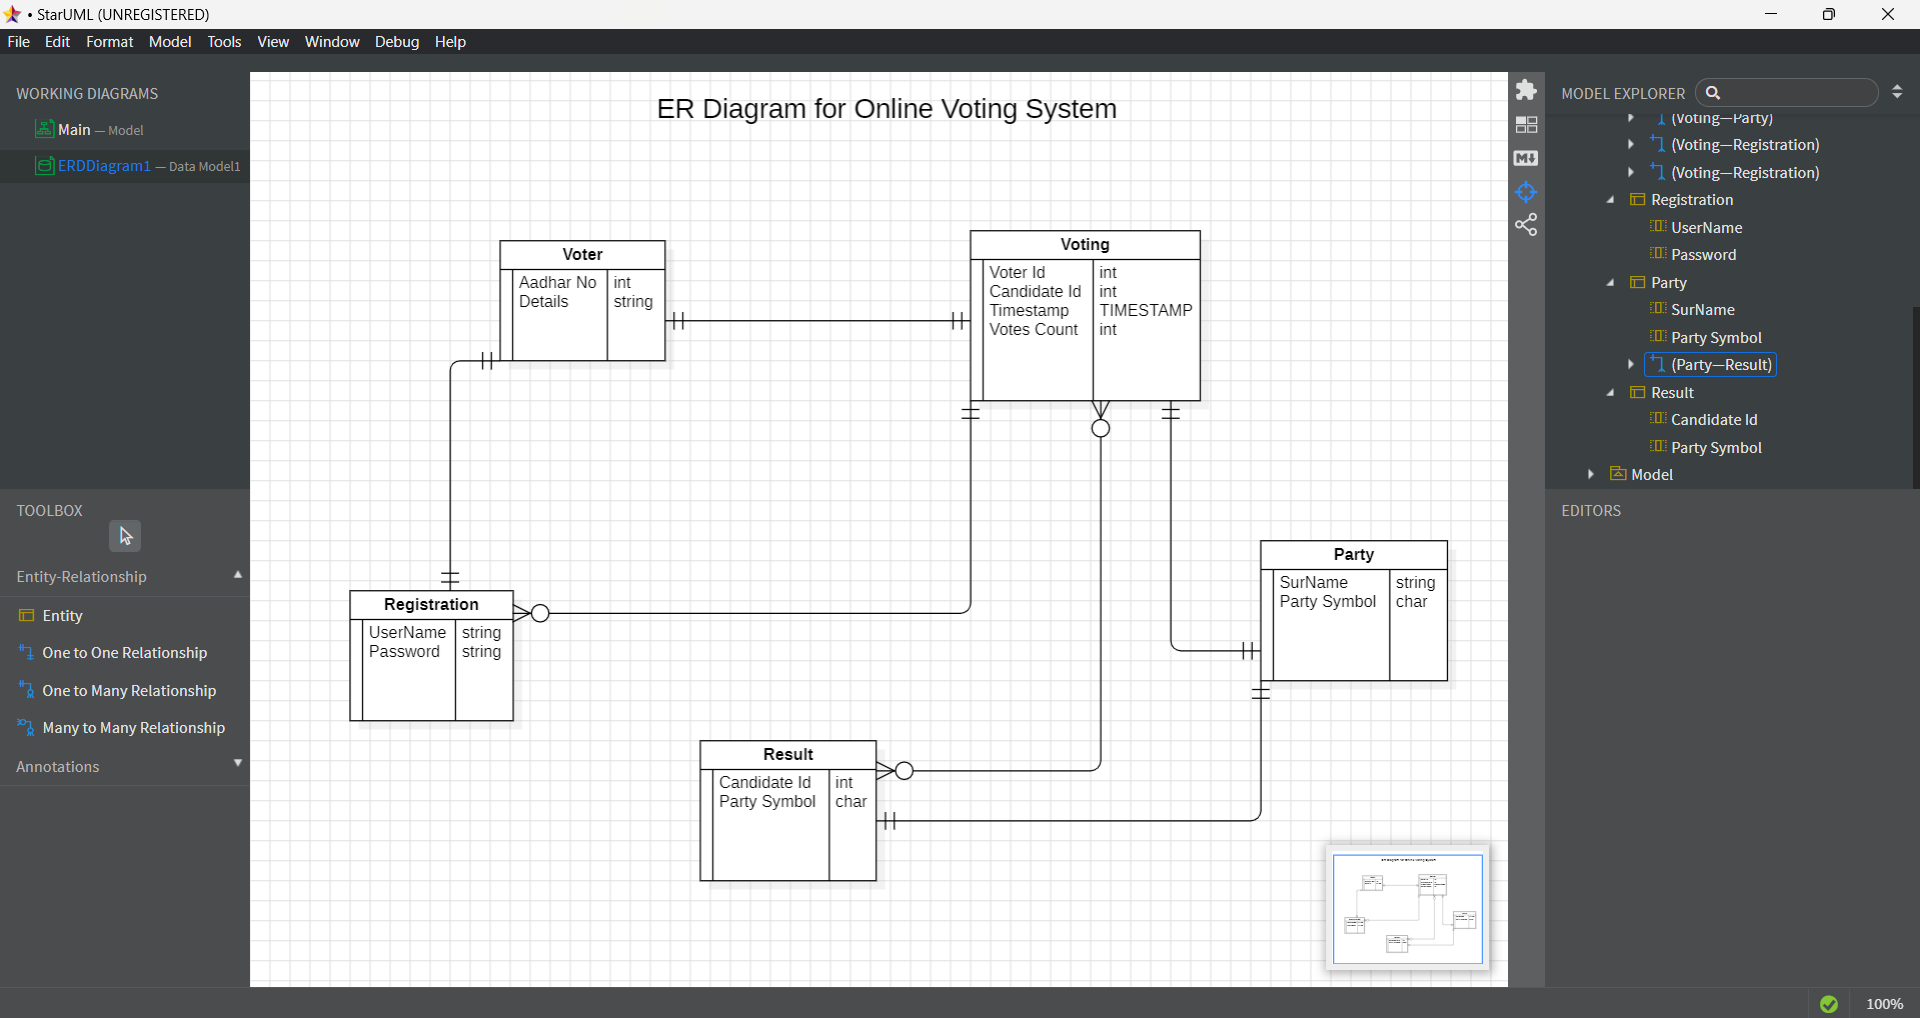 • StarUML (UNREGISTERED)
File Edit Format Model Tools View Window Debug Help
WORKING DIAGRAMS
Main — Model
ERDDiagram1 — Data Model1
TOOLBOX
Entity-Relationship
Entity
One to One Relationship
One to Many Relationship
Many to Many Relationship
Annotations
ER Diagram for Online Voting System
Voter
Aadhar No int
Details string
Voting
Voter Id int
Candidate Id int
Timestamp TIMESTAMP
Votes Count int
Registration
UserName string
Password string
Party
SurName string
Party Symbol char
Result
Candidate Id int
Party Symbol char
MODEL EXPLORER
(Voting—Party)
(Voting—Registration)
(Voting—Registration)
Registration
UserName
Password
Party
SurName
Party Symbol
(Party—Result)
Result
Candidate Id
Party Symbol
Model
EDITORS
100%